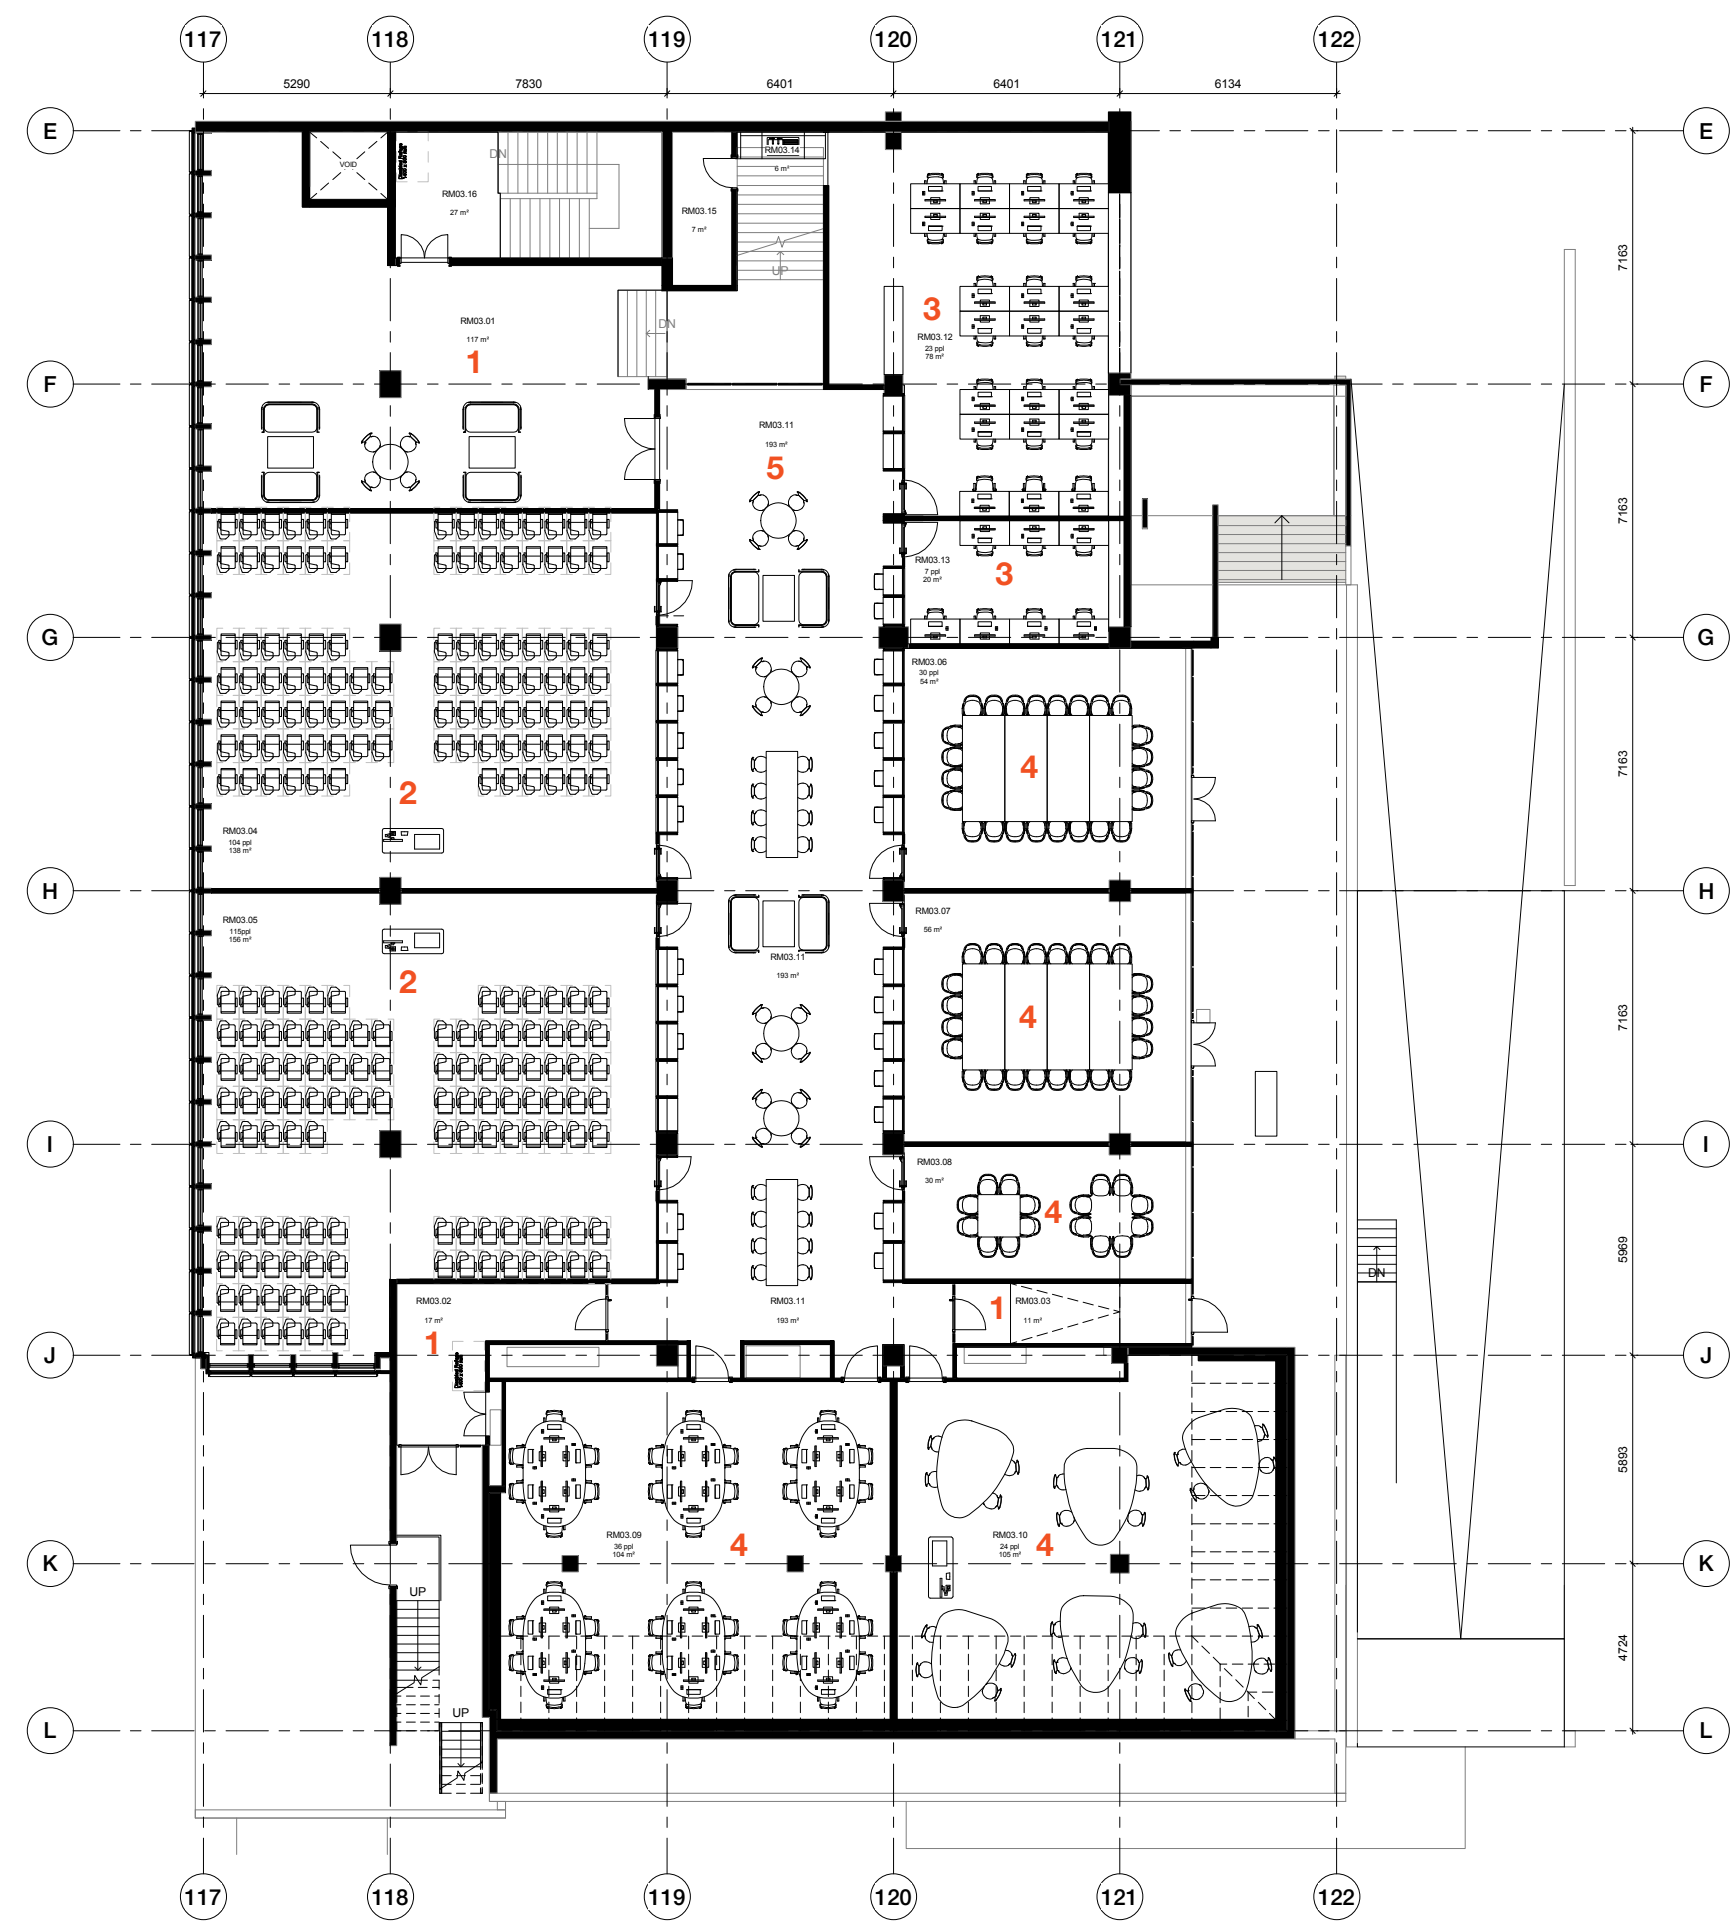 117 118 119 120 121 122
5290 7830 6401 6401 6134
E E
VOID
DN
RM03.16
27 m²
RM03.14
6 m²
RM03.15
7 m²
UP
7163
RM03.01
117 m²
1
DN
3
RM03.12
23 ppl
78 m²
F F
RM03.11
193 m²
5
7163
RM03.13
7 ppl
20 m²
3
G G
RM03.06
30 ppl
54 m²
4
7163
2
RM03.04
104 ppl
138 m²
H H
RM03.05
115ppl
156 m²
2
RM03.11
193 m²
RM03.07
56 m²
4
7163
I I
RM03.08
30 m²
4
5969
DN
RM03.02
17 m²
1
RM03.11
193 m²
1
RM03.03
11 m²
J J
5893
RM03.09
36 ppl
104 m²
4
RM03.10
24 ppl
105 m²
4
K K
UP
4724
UP
L L
117 118 119 120 121 122